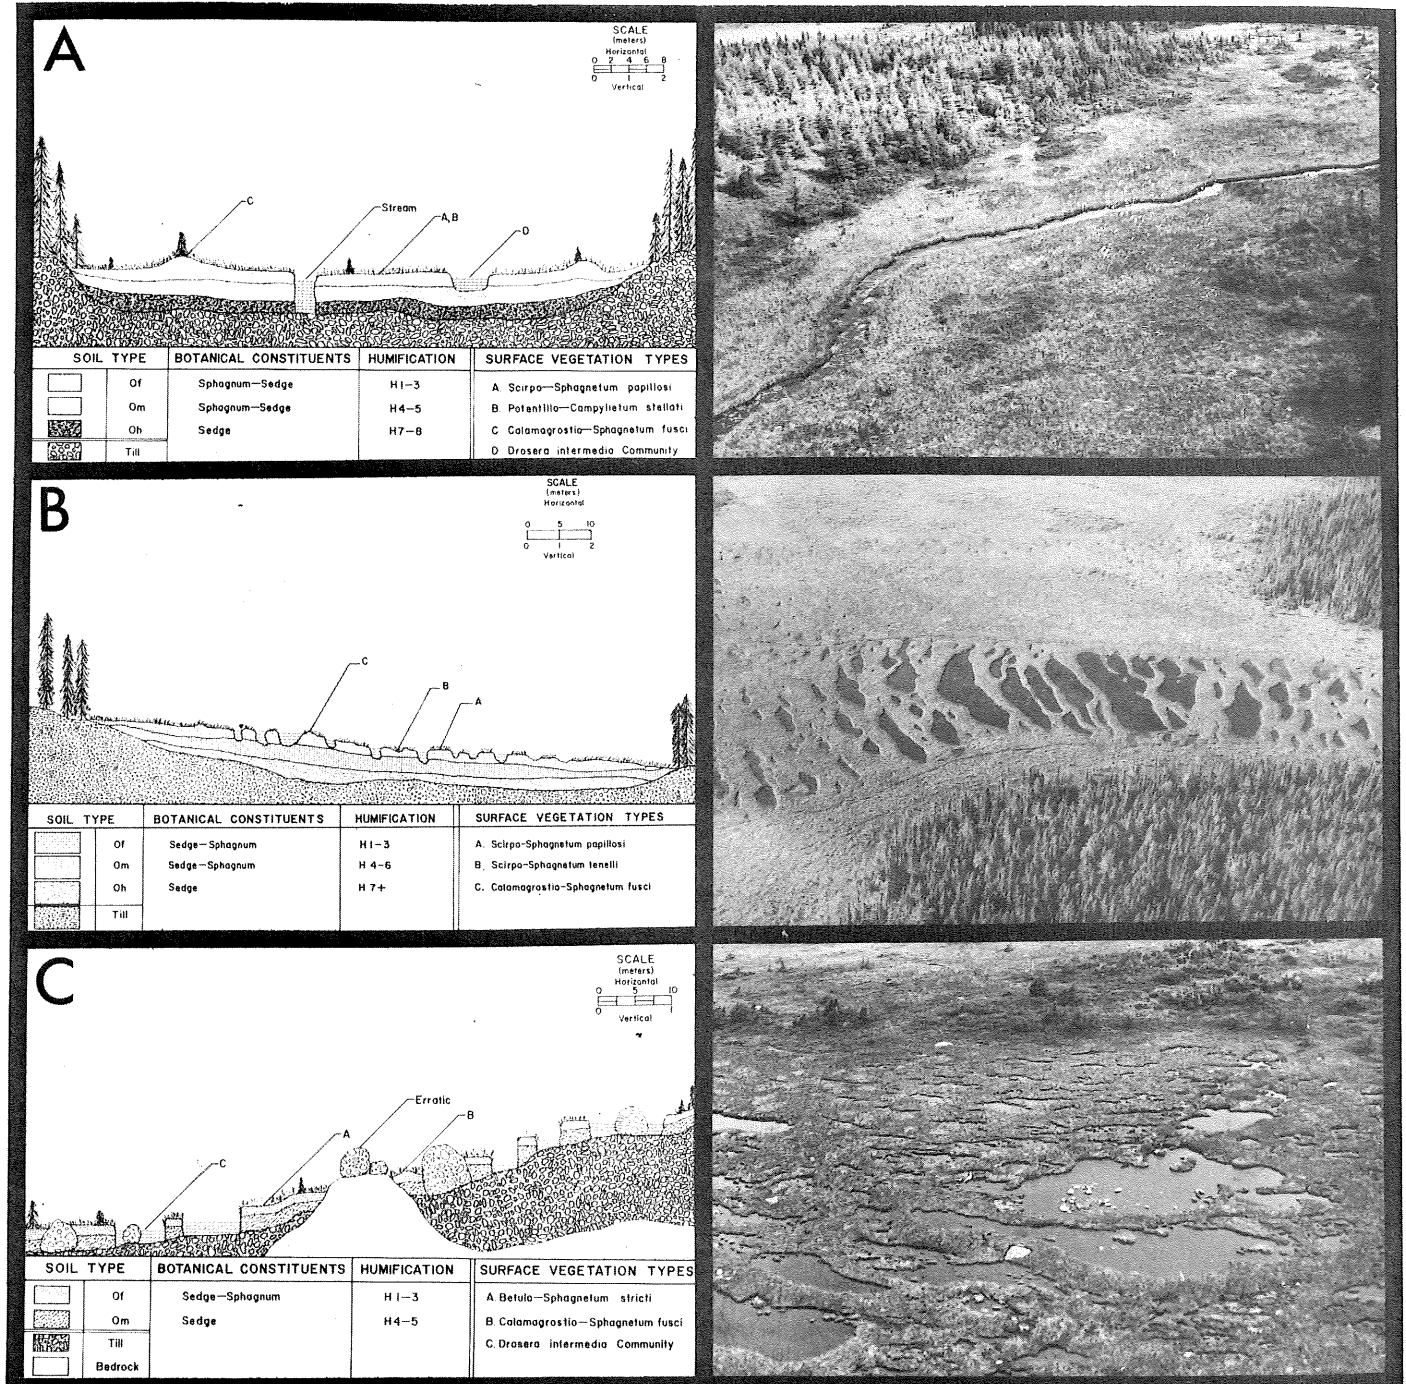 A
SCALE
(meters)
Horizontal
0 2 4 6 8
0 1 2
Vertical
C
Stream
A,B
D
SOIL TYPE BOTANICAL CONSTITUENTS HUMIFICATION SURFACE VEGETATION TYPES
Of Sphagnum—Sedge H1-3 A. Scirpo—Sphagnetum papillosi
Om Sphagnum—Sedge H4-5 B. Potentillo—Campylietum stellati
Oh Sedge H7-8 C Calamagrostio—Sphagnetum fusci
Till D Drosera intermedia Community
B
SCALE
(meters)
Horizontal
0 5 10
0 1 2
Vertical
C
B
A
SOIL TYPE BOTANICAL CONSTITUENTS HUMIFICATION SURFACE VEGETATION TYPES
Of Sedge-Sphagnum H1-3 A. Scirpo-Sphagnetum papillosi
Om Sedge-Sphagnum H 4-6 B. Scirpo-Sphagnetum tenelli
Oh Sedge H 7+ C. Calamagrostio-Sphagnetum fusci
Till
C
SCALE
(meters)
Horizontal
0 5 10
0 1
Vertical
Erratic
B
A
C
SOIL TYPE BOTANICAL CONSTITUENTS HUMIFICATION SURFACE VEGETATION TYPES
Of Sedge-Sphagnum H 1-3 A. Betulo—Sphagnetum stricti
Om Sedge H4-5 B. Calamagrostio—Sphagnetum fusci
Till C. Drosera intermedia Community
Bedrock